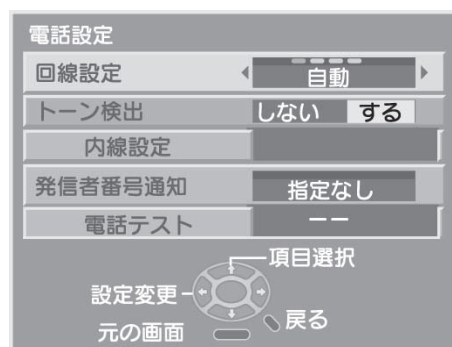 電話設定
回線設定 自動
トーン検出 しない する
内線設定
発信者番号通知 指定なし
電話テスト −−
項目選択
設定変更
元の画面 戻る